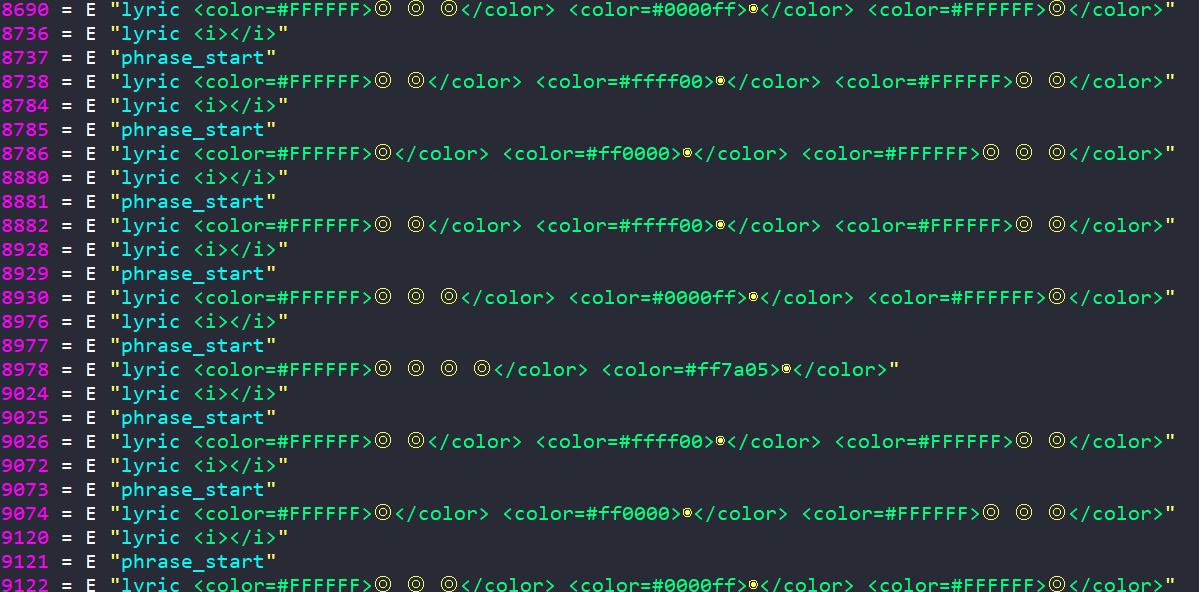 8690 = E "lyric <color=#FFFFFF>◎ ◎ ◎</color> <color=#0000ff>◉</color> <color=#FFFFFF>◎</color>"
8736 = E "lyric <i></i>"
8737 = E "phrase_start"
8738 = E "lyric <color=#FFFFFF>◎ ◎</color> <color=#ffff00>◉</color> <color=#FFFFFF>◎ ◎</color>"
8784 = E "lyric <i></i>"
8785 = E "phrase_start"
8786 = E "lyric <color=#FFFFFF>◎</color> <color=#ff0000>◉</color> <color=#FFFFFF>◎ ◎ ◎</color>"
8880 = E "lyric <i></i>"
8881 = E "phrase_start"
8882 = E "lyric <color=#FFFFFF>◎ ◎</color> <color=#ffff00>◉</color> <color=#FFFFFF>◎ ◎</color>"
8928 = E "lyric <i></i>"
8929 = E "phrase_start"
8930 = E "lyric <color=#FFFFFF>◎ ◎ ◎</color> <color=#0000ff>◉</color> <color=#FFFFFF>◎</color>"
8976 = E "lyric <i></i>"
8977 = E "phrase_start"
8978 = E "lyric <color=#FFFFFF>◎ ◎ ◎ ◎</color> <color=#ff7a05>◉</color>"
9024 = E "lyric <i></i>"
9025 = E "phrase_start"
9026 = E "lyric <color=#FFFFFF>◎ ◎</color> <color=#ffff00>◉</color> <color=#FFFFFF>◎ ◎</color>"
9072 = E "lyric <i></i>"
9073 = E "phrase_start"
9074 = E "lyric <color=#FFFFFF>◎</color> <color=#ff0000>◉</color> <color=#FFFFFF>◎ ◎ ◎</color>"
9120 = E "lyric <i></i>"
9121 = E "phrase_start"
9122 = E "lyric <color=#FFFFFF>◎ ◎ ◎</color> <color=#0000ff>◉</color> <color=#FFFFFF>◎</color>"